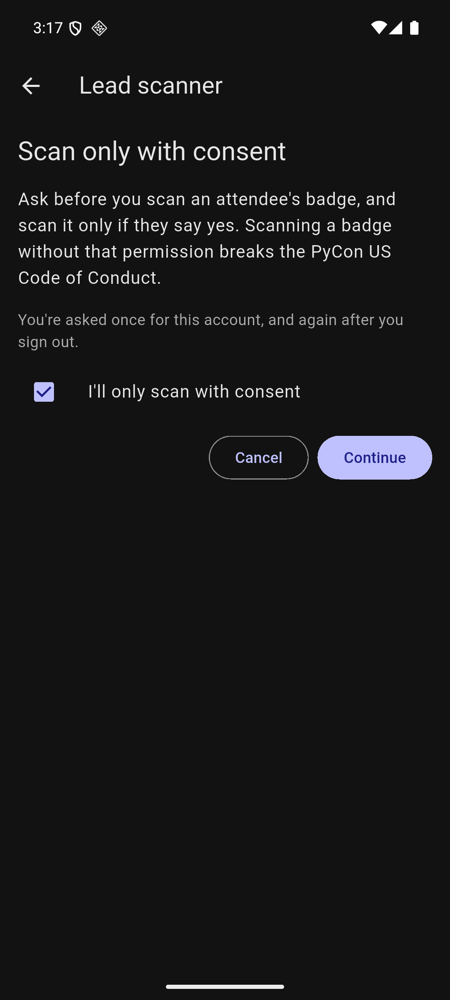 3:17
Lead scanner
Scan only with consent
Ask before you scan an attendee's badge, and
scan it only if they say yes. Scanning a badge
without that permission breaks the PyCon US
Code of Conduct.
You're asked once for this account, and again after you
sign out.
I'll only scan with consent
Cancel
Continue